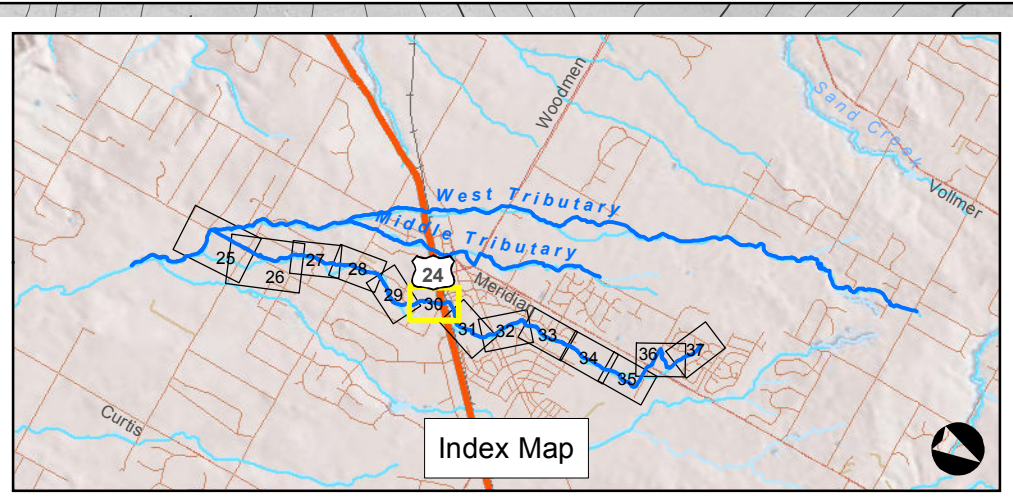 Woodmen
Sand Creek
Vollmer
West Tributary
Middle Tributary
24
Meridian
25
26
27
28
29
30
31
32
33
34
35
36
37
Curtis
Index Map